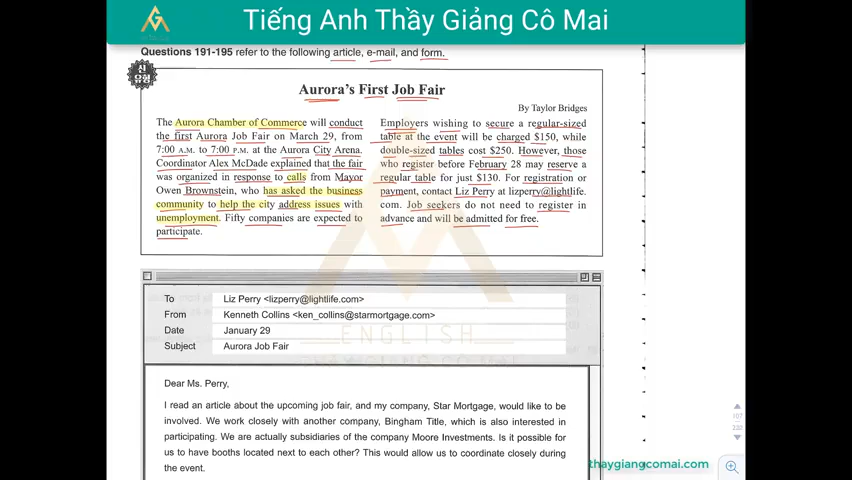 Tiếng Anh Thầy Giảng Cô Mai
Questions 191-195 refer to the following article, e-mail, and form.
신
유형
Aurora's First Job Fair
By Taylor Bridges
The Aurora Chamber of Commerce will conduct
the first Aurora Job Fair on March 29, from
7:00 A.M. to 7:00 P.M. at the Aurora City Arena.
Coordinator Alex McDade explained that the fair
was organized in response to calls from Mayor
Owen Brownstein, who has asked the business
community to help the city address issues with
unemployment. Fifty companies are expected to
participate.
Employers wishing to secure a regular-sized
table at the event will be charged $150, while
double-sized tables cost $250. However, those
who register before February 28 may reserve a
regular table for just $130. For registration or
payment, contact Liz Perry at lizperry@lightlife.
com. Job seekers do not need to register in
advance and will be admitted for free.
To Liz Perry <lizperry@lightlife.com>
From Kenneth Collins <ken_collins@starmortgage.com>
Date January 29
Subject Aurora Job Fair
ENGLISH
Dear Ms. Perry,
I read an article about the upcoming job fair, and my company, Star Mortgage, would like to be
involved. We work closely with another company, Bingham Title, which is also interested in
participating. We are actually subsidiaries of the company Moore Investments. Is it possible for
us to have booths located next to each other? This would allow us to coordinate closely during
the event.
thaygiangcomai.com